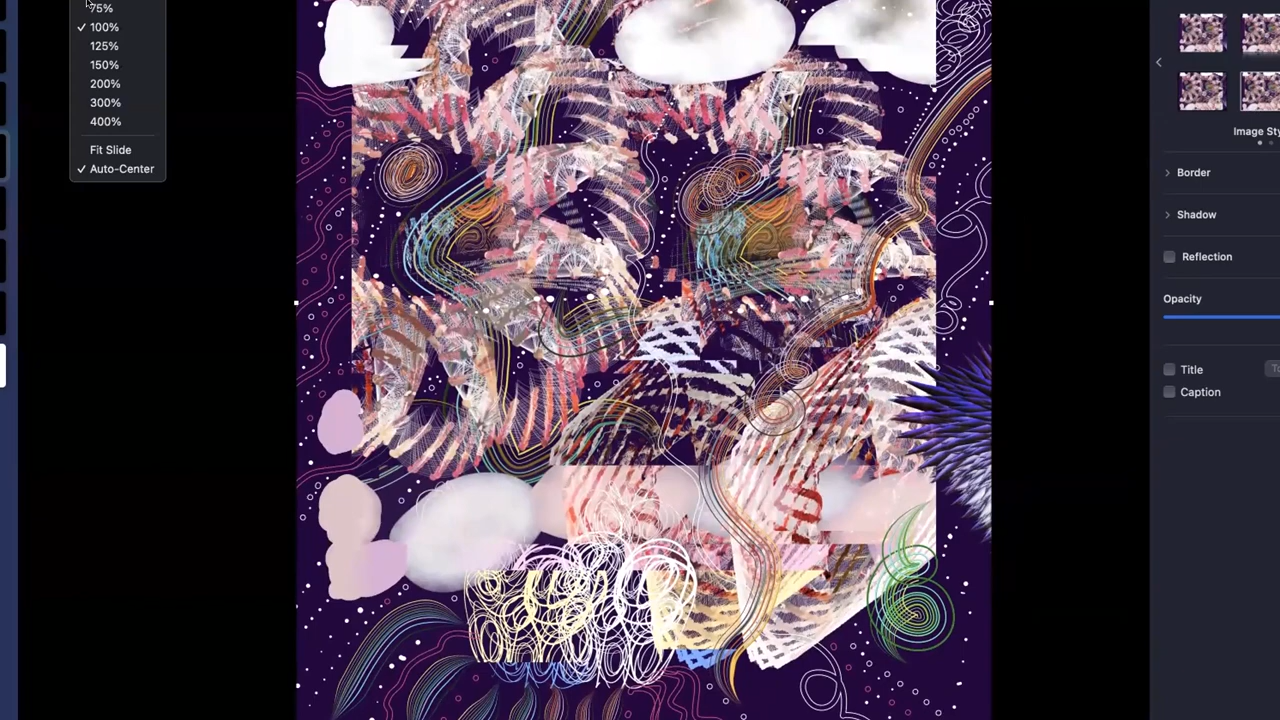 75%
✓ 100%
125%
150%
200%
300%
400%
Fit Slide
✓ Auto-Center
Image Sty
Border
Shadow
Reflection
Opacity
Title
To
Caption